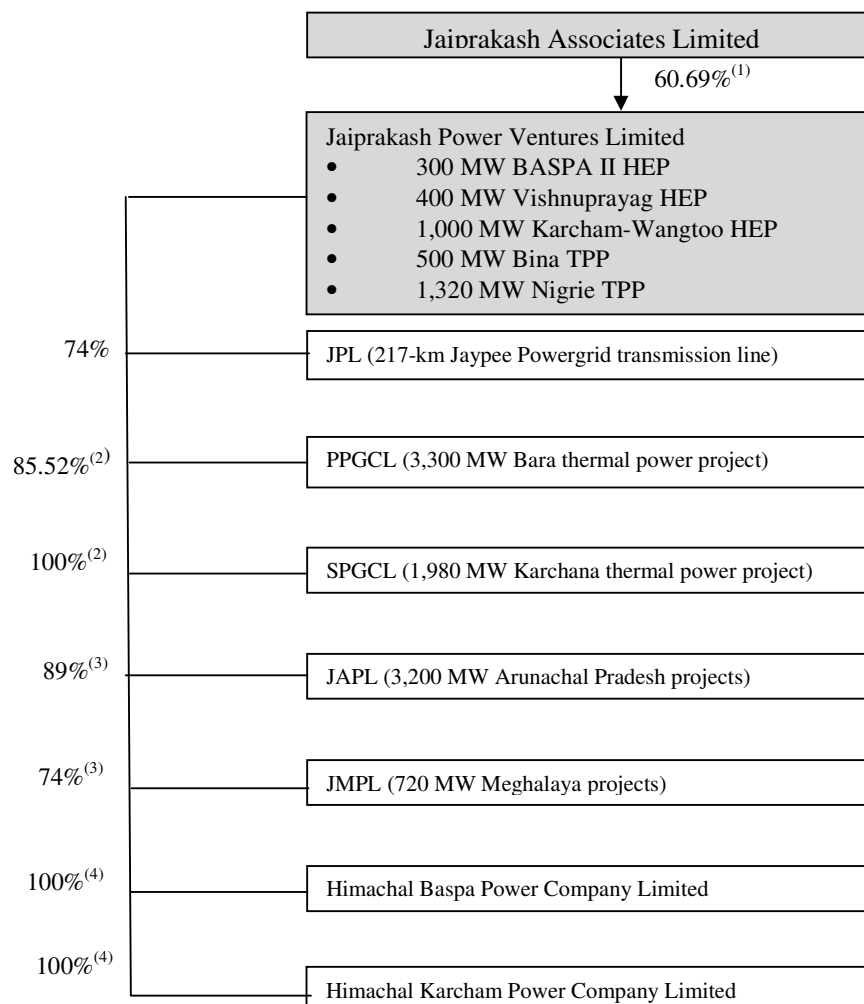 Jaiprakash Associates Limited
60.69%(1)
Jaiprakash Power Ventures Limited
• 300 MW BASPA II HEP
• 400 MW Vishnuprayag HEP
• 1,000 MW Karcham-Wangtoo HEP
• 500 MW Bina TPP
• 1,320 MW Nigrie TPP
74%
JPL (217-km Jaypee Powergrid transmission line)
85.52%(2)
PPGCL (3,300 MW Bara thermal power project)
100%(2)
SPGCL (1,980 MW Karchana thermal power project)
89%(3)
JAPL (3,200 MW Arunachal Pradesh projects)
74%(3)
JMPL (720 MW Meghalaya projects)
100%(4)
Himachal Baspa Power Company Limited
100%(4)
Himachal Karcham Power Company Limited